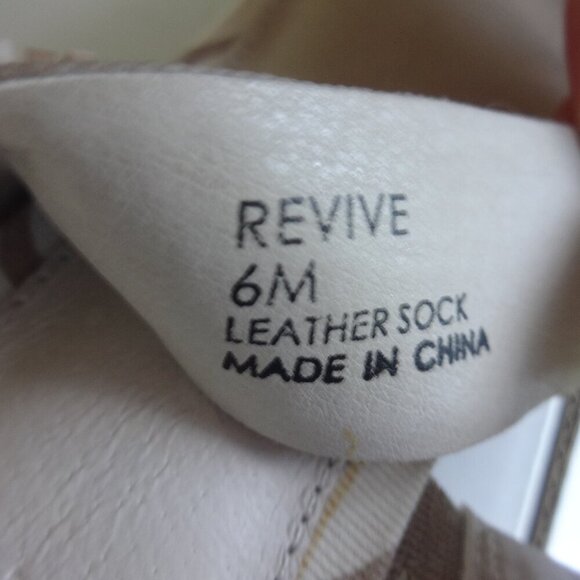 REVIVE
6M
LEATHER SOCK
MADE IN CHINA